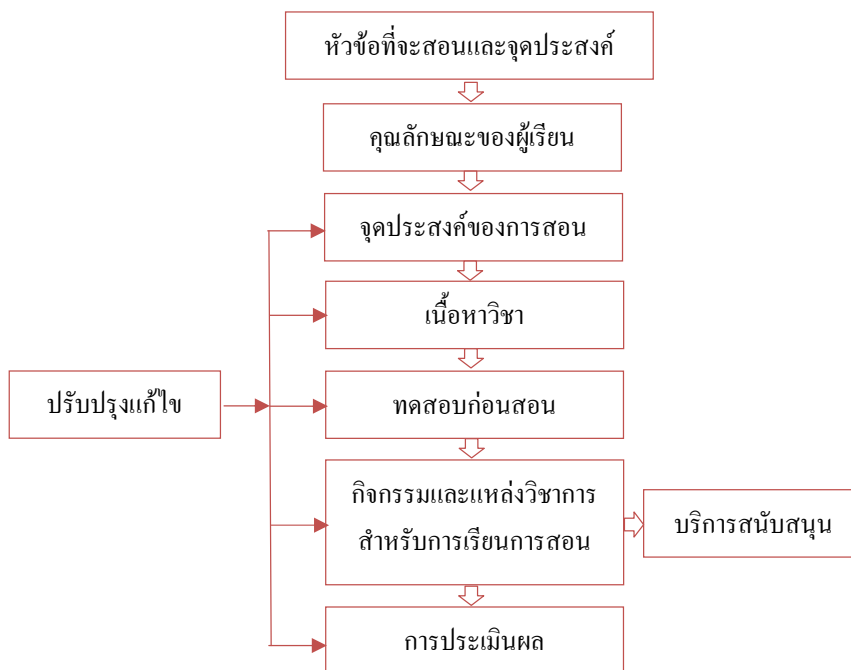 หัวข้อที่จะสอนและจุดประสงค์
คุณลักษณะของผู้เรียน
จุดประสงค์ของการสอน
เนื้อหาวิชา
ปรับปรุงแก้ไข
ทดสอบก่อนสอน
กิจกรรมและแหล่งวิชาการ
สำหรับการเรียนการสอน
บริการสนับสนุน
การประเมินผล